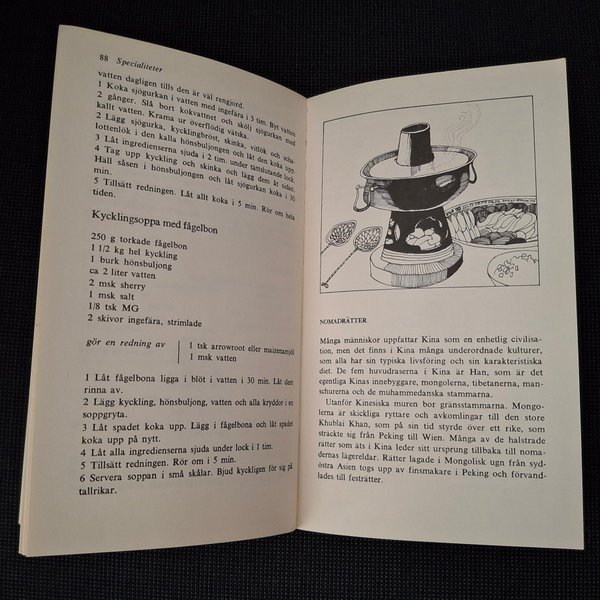 88 Specialiteter
vatten dagligen tills den är väl rengjord.
1 Koka sjögurkan i vatten med ingefära i 3 tim. Byt vatten
2 gånger. Slå bort kokvattnet och skölj sjögurkan med
kallt vatten. Krama ur överflödig vätska.
2 Lägg sjögurka, kycklingbröst, skinka, vitlök och scha-
lottenlök i den kalla hönsbuljongen och låt den koka upp.
3 Låt ingredienserna sjuda i 2 tim. under tättslutande lock.
4 Tag upp kyckling och skinka och lägg dem åt sidan.
Häll såsen i hönsbuljongen och låt sjögurkan koka i 30
min.
5 Tillsätt redningen. Låt allt koka i 5 min. Rör om hela
tiden.
Kycklingsoppa med fågelbon
250 g torkade fågelbon
1 1/2 kg hel kyckling
1 burk hönsbuljong
ca 2 liter vatten
2 msk sherry
1 msk salt
1/8 tsk MG
2 skivor ingefära, strimlade
gör en redning av
1 tsk arrowroot eller maizenamjöl
1 msk vatten
1 Låt fågelbona ligga i blöt i vatten i 30 min. Låt dem
rinna av.
2 Lägg kyckling, hönsbuljong, vatten och alla kryddor i en
soppgryta.
3 Låt spadet koka upp. Lägg i fågelbona och låt spadet
koka upp på nytt.
4 Låt alla ingredienserna sjuda under lock i 1 tim.
5 Tillsätt redningen. Rör om i 5 min.
6 Servera soppan i små skålar. Bjud kyckligen för sig på
tallrikar.
NOMADRÄTTER
Många människor uppfattar Kina som en enhetlig civilisa-
tion, men det finns i Kina många underordnade kulturer,
som alla har sin typiska livsföring och sin karakteristiska
diet. De fem huvudraserna i Kina är Han, som är det
egentliga Kinas innebyggare, mongolerna, tibetanerna, man-
schurerna och de muhammedanska stammarna.
Utanför Kinesiska muren bor gränsstammarna. Mongo-
lerna är skickliga ryttare och avkomlingar till den store
Khublai Khan, som på sin tid styrde över ett rike, som
sträckte sig från Peking till Wien. Många av de halstrade
rätter som äts i Kina leder sitt ursprung tillbaka till noma-
dernas lägereldar. Rätter lagade i Mongolisk ugn från syd-
östra Asien togs upp av finsmakare i Peking och förvand-
lades till festrätter.